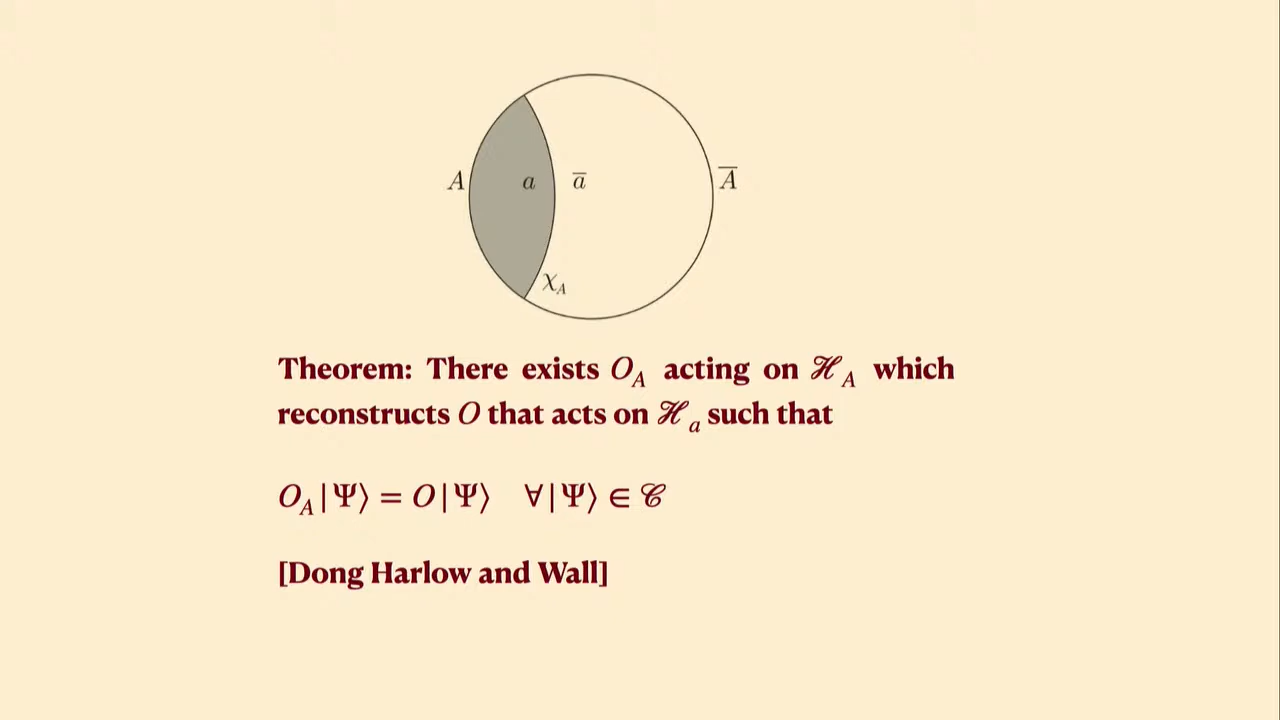 A a a̅ A̅
χ_A
Theorem: There exists O_A acting on ℋ_A which
reconstructs O that acts on ℋ_a such that
O_A|Ψ⟩ = O|Ψ⟩ ∀|Ψ⟩ ∈ 𝒞
[Dong Harlow and Wall]